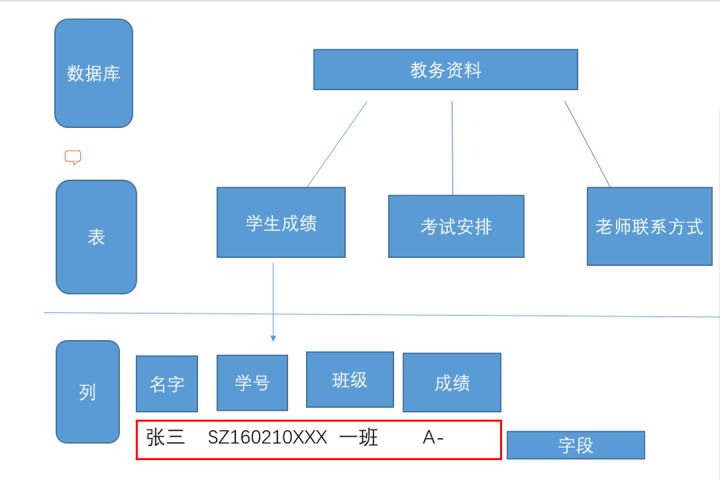 数据库
教务资料
表
学生成绩
考试安排
老师联系方式
列
名字
学号
班级
成绩
张三 SZ160210XXX 一班 A-
字段